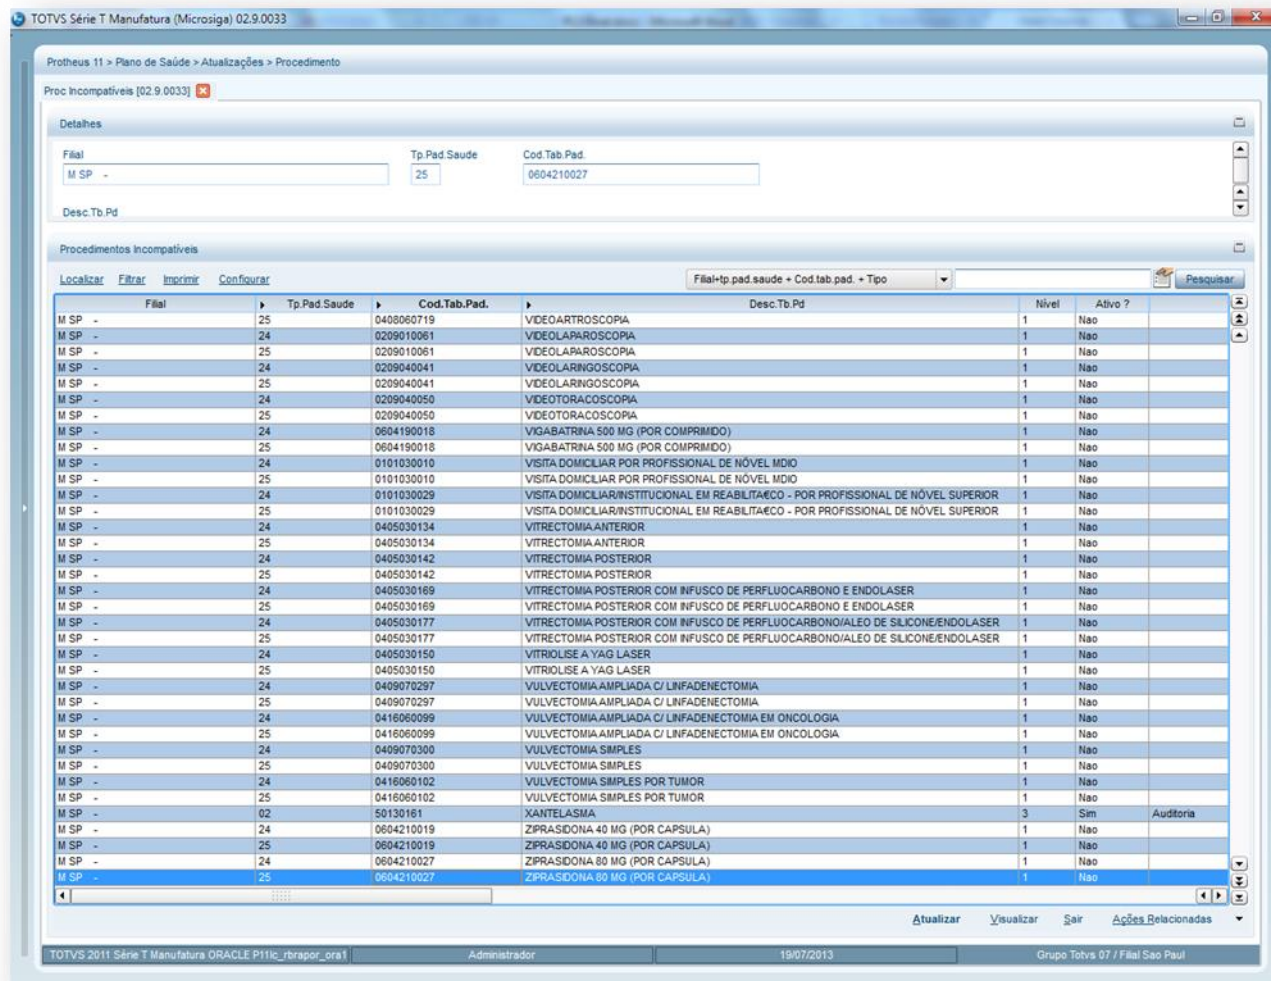 TOTVS Série T Manufatura (Microsiga) 02.9.0033
Protheus 11 > Plano de Saúde > Atualizações > Procedimento
Proc Incompatíveis [02.9.0033]
Detalhes
Filial Tp.Pad.Saude Cod.Tab.Pad.
M SP - 25 0604210027
Desc.Tb.Pd
Procedimentos Incompatíveis
Localizar Filtrar Imprimir Configurar Filial+tp.pad.saude + Cod.tab.pad. + Tipo Pesquisar
Filial Tp.Pad.Saude Cod.Tab.Pad. Desc.Tb.Pd Nível Ativo ?
M SP - 25 0408060719 VIDEOARTROSCOPIA 1 Nao
M SP - 24 0209010061 VIDEOLAPAROSCOPIA 1 Nao
M SP - 25 0209010061 VIDEOLAPAROSCOPIA 1 Nao
M SP - 24 0209040041 VIDEOLARINGOSCOPIA 1 Nao
M SP - 25 0209040041 VIDEOLARINGOSCOPIA 1 Nao
M SP - 24 0209040050 VIDEOTORACOSCOPIA 1 Nao
M SP - 25 0209040050 VIDEOTORACOSCOPIA 1 Nao
M SP - 24 0604190018 VIGABATRINA 500 MG (POR COMPRIMIDO) 1 Nao
M SP - 25 0604190018 VIGABATRINA 500 MG (POR COMPRIMIDO) 1 Nao
M SP - 24 0101030010 VISITA DOMICILIAR POR PROFISSIONAL DE NÖVEL MDIO 1 Nao
M SP - 25 0101030010 VISITA DOMICILIAR POR PROFISSIONAL DE NÖVEL MDIO 1 Nao
M SP - 24 0101030029 VISITA DOMICILIAR/INSTITUCIONAL EM REABILITA€CO - POR PROFISSIONAL DE NÖVEL SUPERIOR 1 Nao
M SP - 25 0101030029 VISITA DOMICILIAR/INSTITUCIONAL EM REABILITA€CO - POR PROFISSIONAL DE NÖVEL SUPERIOR 1 Nao
M SP - 24 0405030134 VITRECTOMIA ANTERIOR 1 Nao
M SP - 25 0405030134 VITRECTOMIA ANTERIOR 1 Nao
M SP - 24 0405030142 VITRECTOMIA POSTERIOR 1 Nao
M SP - 25 0405030142 VITRECTOMIA POSTERIOR 1 Nao
M SP - 24 0405030169 VITRECTOMIA POSTERIOR COM INFUSCO DE PERFLUOCARBONO E ENDOLASER 1 Nao
M SP - 25 0405030169 VITRECTOMIA POSTERIOR COM INFUSCO DE PERFLUOCARBONO E ENDOLASER 1 Nao
M SP - 24 0405030177 VITRECTOMIA POSTERIOR COM INFUSCO DE PERFLUOCARBONO/ALEO DE SILICONE/ENDOLASER 1 Nao
M SP - 25 0405030177 VITRECTOMIA POSTERIOR COM INFUSCO DE PERFLUOCARBONO/ALEO DE SILICONE/ENDOLASER 1 Nao
M SP - 24 0405030150 VITRIOLISE A YAG LASER 1 Nao
M SP - 25 0405030150 VITRIOLISE A YAG LASER 1 Nao
M SP - 24 0409070297 VULVECTOMIA AMPLIADA C/ LINFADENECTOMIA 1 Nao
M SP - 25 0409070297 VULVECTOMIA AMPLIADA C/ LINFADENECTOMIA 1 Nao
M SP - 24 0416060099 VULVECTOMIA AMPLIADA C/ LINFADENECTOMIA EM ONCOLOGIA 1 Nao
M SP - 25 0416060099 VULVECTOMIA AMPLIADA C/ LINFADENECTOMIA EM ONCOLOGIA 1 Nao
M SP - 24 0409070300 VULVECTOMIA SIMPLES 1 Nao
M SP - 25 0409070300 VULVECTOMIA SIMPLES 1 Nao
M SP - 24 0416060102 VULVECTOMIA SIMPLES POR TUMOR 1 Nao
M SP - 25 0416060102 VULVECTOMIA SIMPLES POR TUMOR 1 Nao
M SP - 02 50130161 XANTELASMA 3 Sim Auditoria
M SP - 24 0604210019 ZIPRASIDONA 40 MG (POR CAPSULA) 1 Nao
M SP - 25 0604210019 ZIPRASIDONA 40 MG (POR CAPSULA) 1 Nao
M SP - 24 0604210027 ZIPRASIDONA 80 MG (POR CAPSULA) 1 Nao
M SP - 25 0604210027 ZIPRASIDONA 80 MG (POR CAPSULA) 1 Nao
Atualizar Visualizar Sair Ações Relacionadas
TOTVS 2011 Série T Manufatura ORACLE P11lc_rbrapor_ora1 Administrador 19/07/2013 Grupo Totvs 07 / Filial Sao Paul